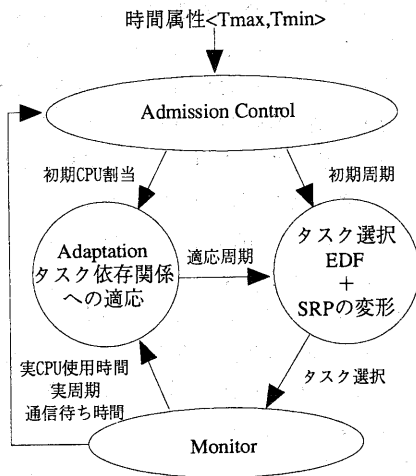 時間属性<Tmax,Tmin>
Admission Control
初期CPU割当
初期周期
Adaptation
タスク依存関係
への適応
適応周期
タスク選択
EDF
+
SRPの変形
実CPU使用時間
実周期
通信待ち時間
タスク選択
Monitor